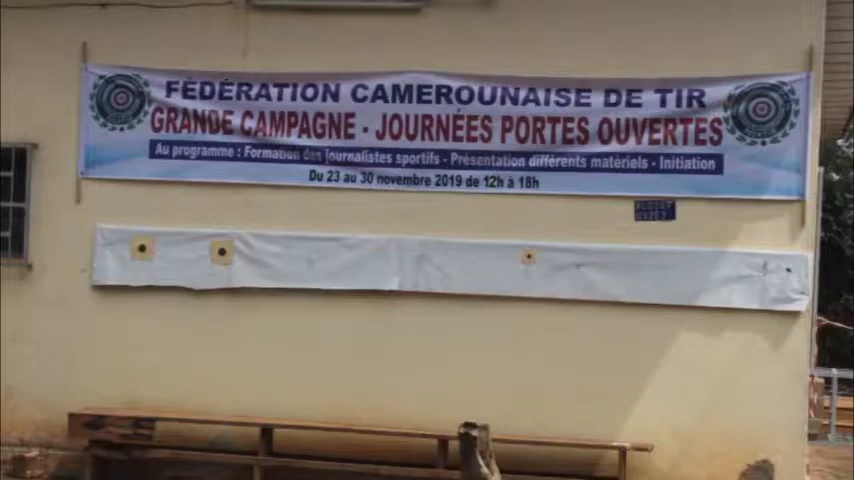 FÉDÉRATION CAMEROUNAISE DE TIR
GRANDE CAMPAGNE - JOURNÉES PORTES OUVERTES
Au programme : Formation des journalistes sportifs - Présentation différents matériels - Initiation
Du 23 au 30 novembre 2019 de 12h à 18h